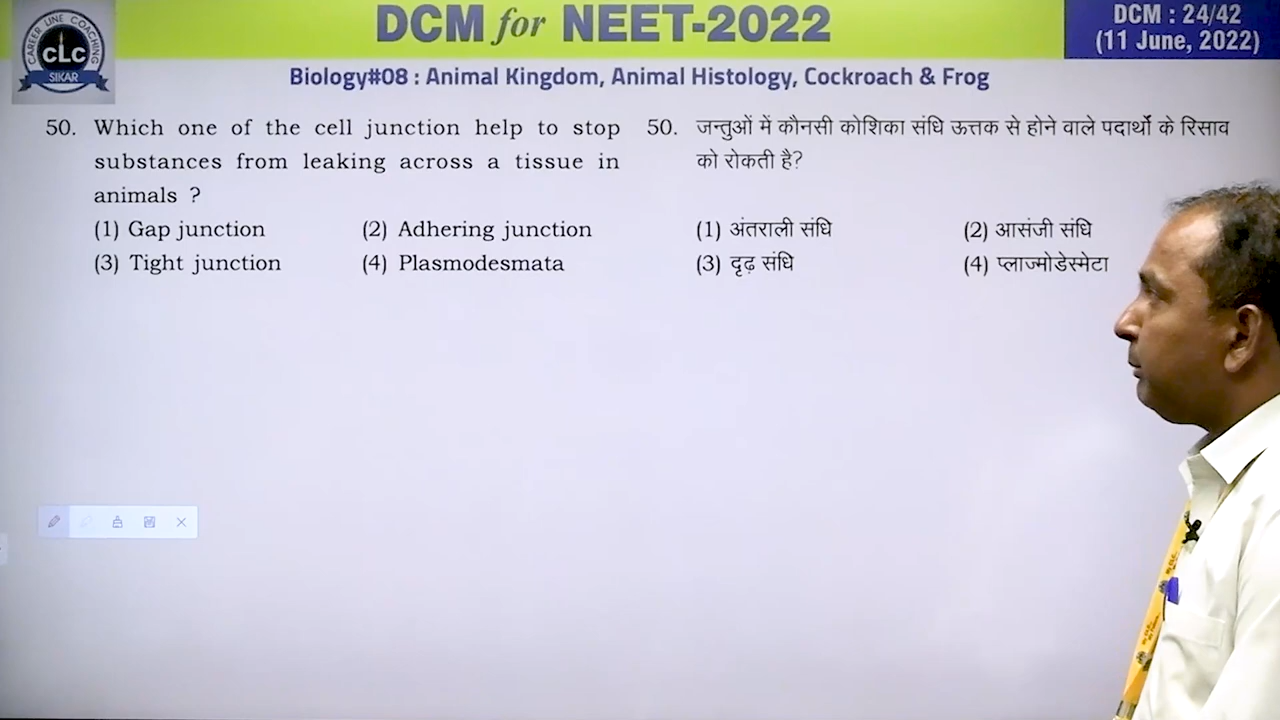 CAREER LINE COACHING
CLC
SIKAR
DCM for NEET-2022
DCM : 24/42
(11 June, 2022)
Biology#08 : Animal Kingdom, Animal Histology, Cockroach & Frog
50. Which one of the cell junction help to stop
substances from leaking across a tissue in
animals ?
(1) Gap junction (2) Adhering junction
(3) Tight junction (4) Plasmodesmata
50. जन्तुओं में कौनसी कोशिका संधि ऊत्तक से होने वाले पदार्थों के रिसाव
को रोकती है?
(1) अंतराली संधि (2) आसंजी संधि
(3) दृढ़ संधि (4) प्लाज्मोडेस्मेटा